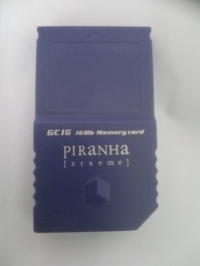 GC16 16Mb Memory card
PIRANHA
[xtreme]